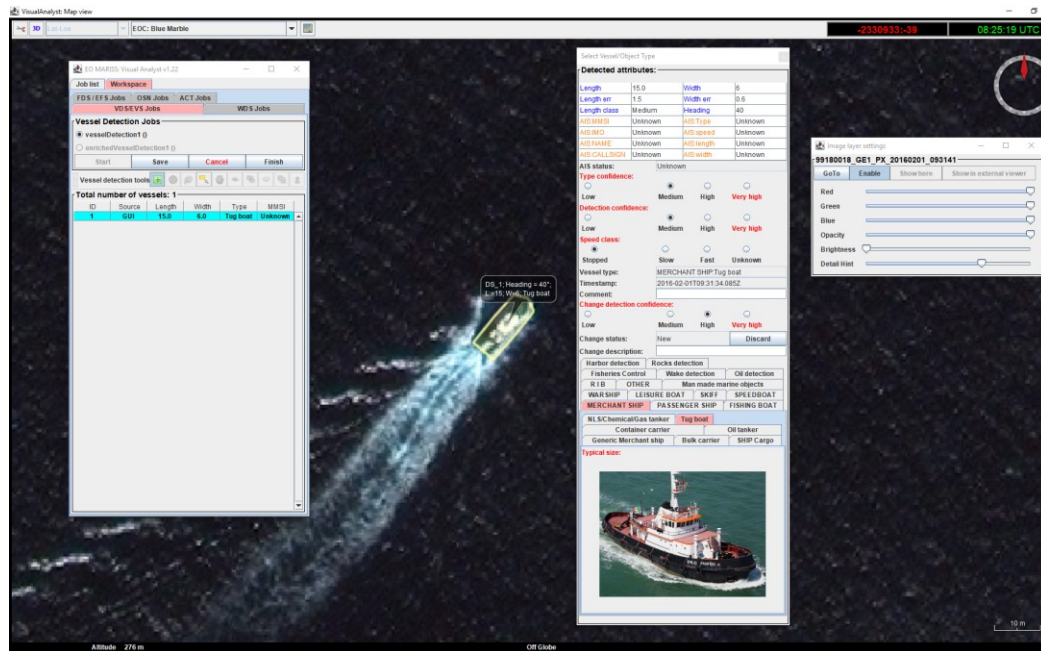 VisualAnalyst: Map view
3D Lat-Lon EOC: Blue Marble
-2330933:-39 08:25:19 UTC
EO MARISS: Visual Analyst v1.22
Job list Workspace
FDS/EFS Jobs OSN Jobs ACT Jobs
VDS/EVS Jobs WDS Jobs
Vessel Detection Jobs
vesselDetection1 ()
enrichedVesselDetection1 ()
Start Save Cancel Finish
Vessel detection tools
Total number of vessels: 1
ID Source Length Width Type MMSI
1 GUI 15.0 6.0 Tug boat Unknown
DS_1; Heading = 40°;
L=15; W=6; Tug boat
Select Vessel/Object Type
Detected attributes:
Length 15.0 Width 6
Length err 1.5 Width err 0.6
Length class Medium Heading 40
AIS:MMSI Unknown AIS:Type Unknown
AIS:IMO Unknown AIS:speed Unknown
AIS:NAME Unknown AIS:length Unknown
AIS:CALLSIGN Unknown AIS:width Unknown
AIS status: Unknown
Type confidence:
Low Medium High Very high
Detection confidence:
Low Medium High Very high
Speed class:
Stopped Slow Fast Unknown
Vessel type: MERCHANT SHIP:Tug boat
Timestamp: 2016-02-01T09:31:34.085Z
Comment:
Change detection confidence:
Low Medium High Very high
Change status: New Discard
Change description:
Harbor detection Rocks detection
Fisheries Control Wake detection Oil detection
R I B OTHER Man made marine objects
WARSHIP LEISURE BOAT SKIFF SPEEDBOAT
MERCHANT SHIP PASSENGER SHIP FISHING BOAT
NLS/Chemical/Gas tanker Tug boat
Container carrier Oil tanker
Generic Merchant ship Bulk carrier SHIP Cargo
Typical size:
Image layer settings
99180018_GE1_PX_20160201_093141
GoTo Enable Show here Show in external viewer
Red
Green
Blue
Opacity
Brightness
Detail Hint
10 m
Altitude 276 m Off Globe